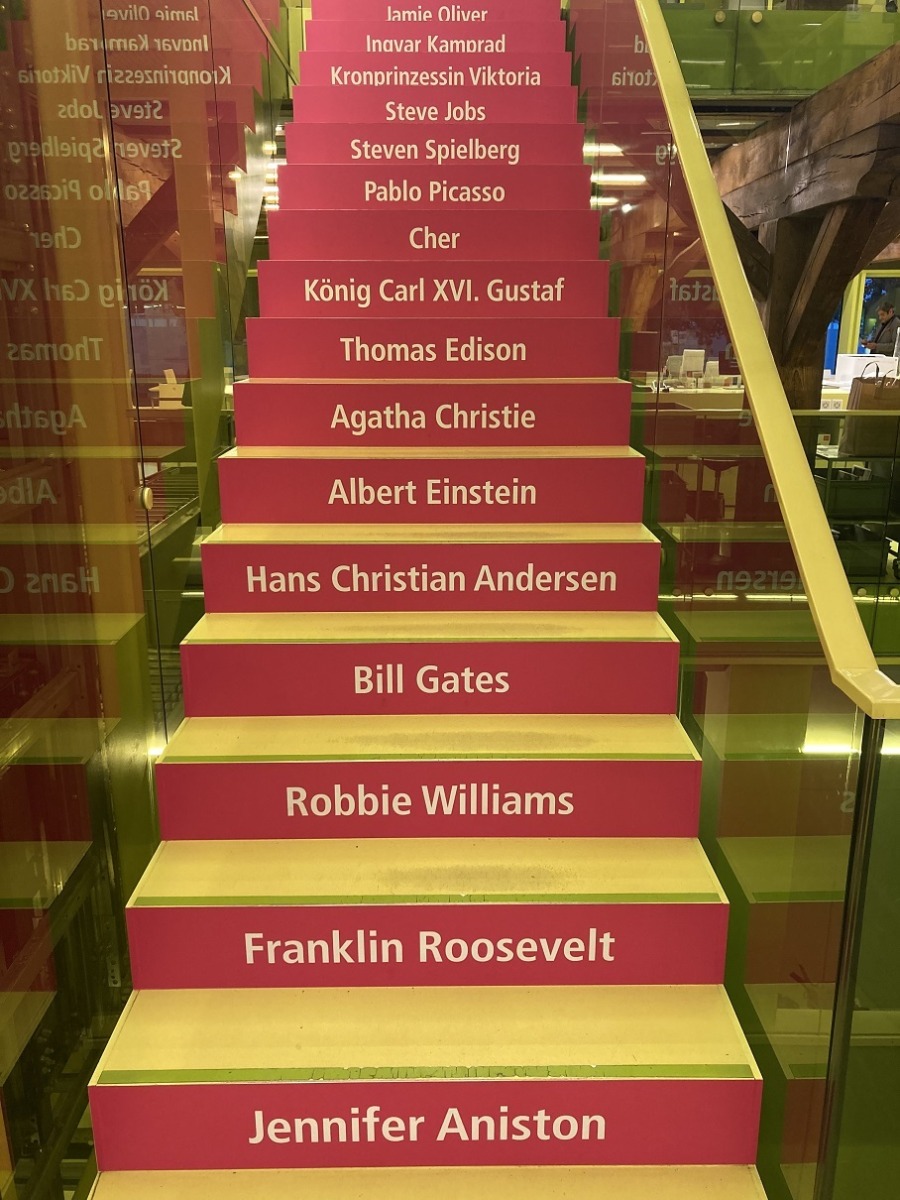 Jamie Oliver
Ingvar Kamprad
Kronprinzessin Viktoria
Steve Jobs
Steven Spielberg
Pablo Picasso
Cher
König Carl XVI. Gustaf
Thomas Edison
Agatha Christie
Albert Einstein
Hans Christian Andersen
Bill Gates
Robbie Williams
Franklin Roosevelt
Jennifer Aniston